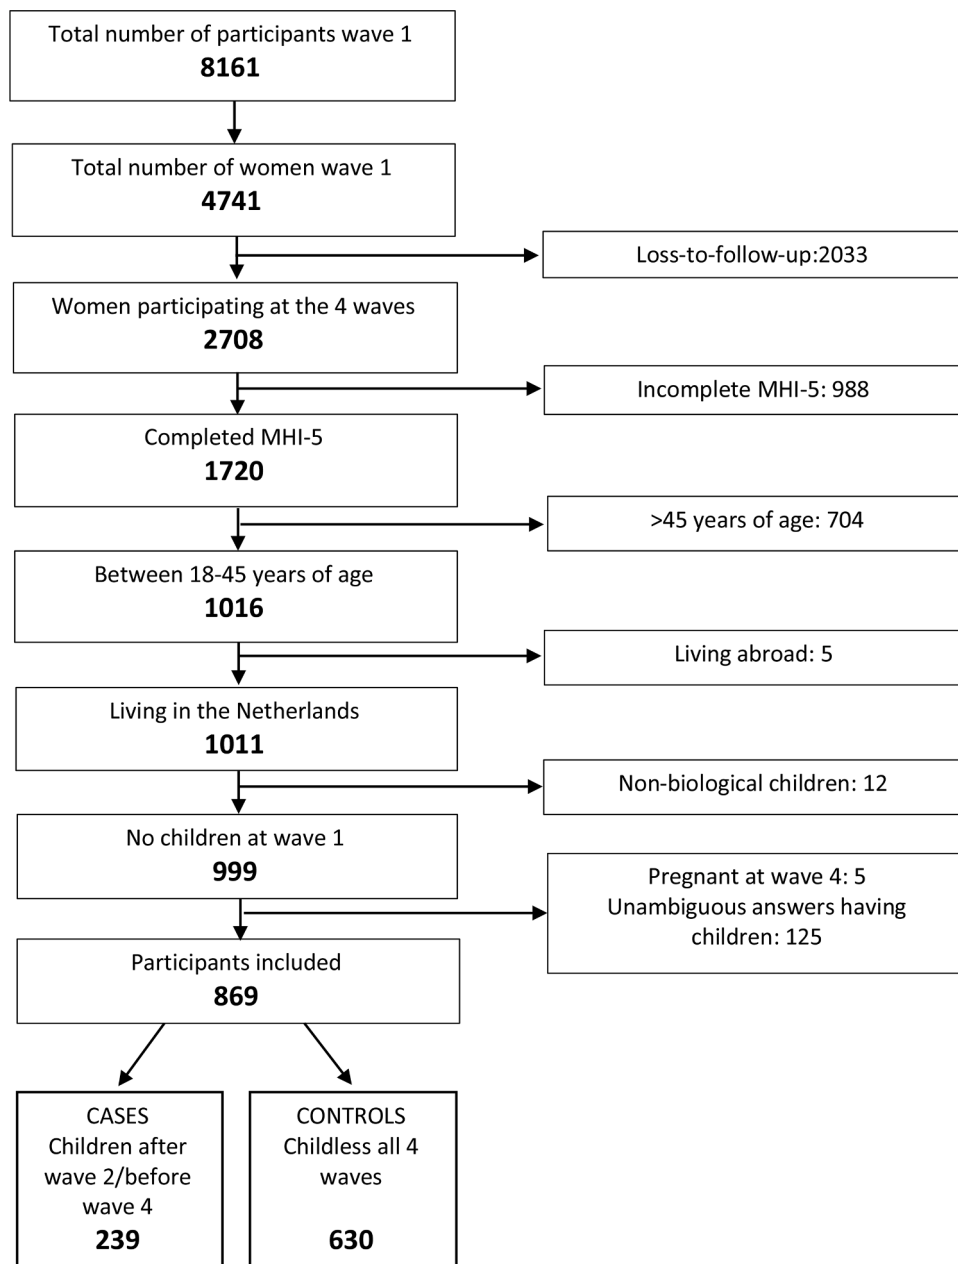 Total number of participants wave 1
8161
Total number of women wave 1
4741
Loss-to-follow-up:2033
Women participating at the 4 waves
2708
Incomplete MHI-5: 988
Completed MHI-5
1720
>45 years of age: 704
Between 18-45 years of age
1016
Living abroad: 5
Living in the Netherlands
1011
Non-biological children: 12
No children at wave 1
999
Pregnant at wave 4: 5
Unambiguous answers having
children: 125
Participants included
869
CASES
Children after
wave 2/before
wave 4
239
CONTROLS
Childless all 4
waves
630